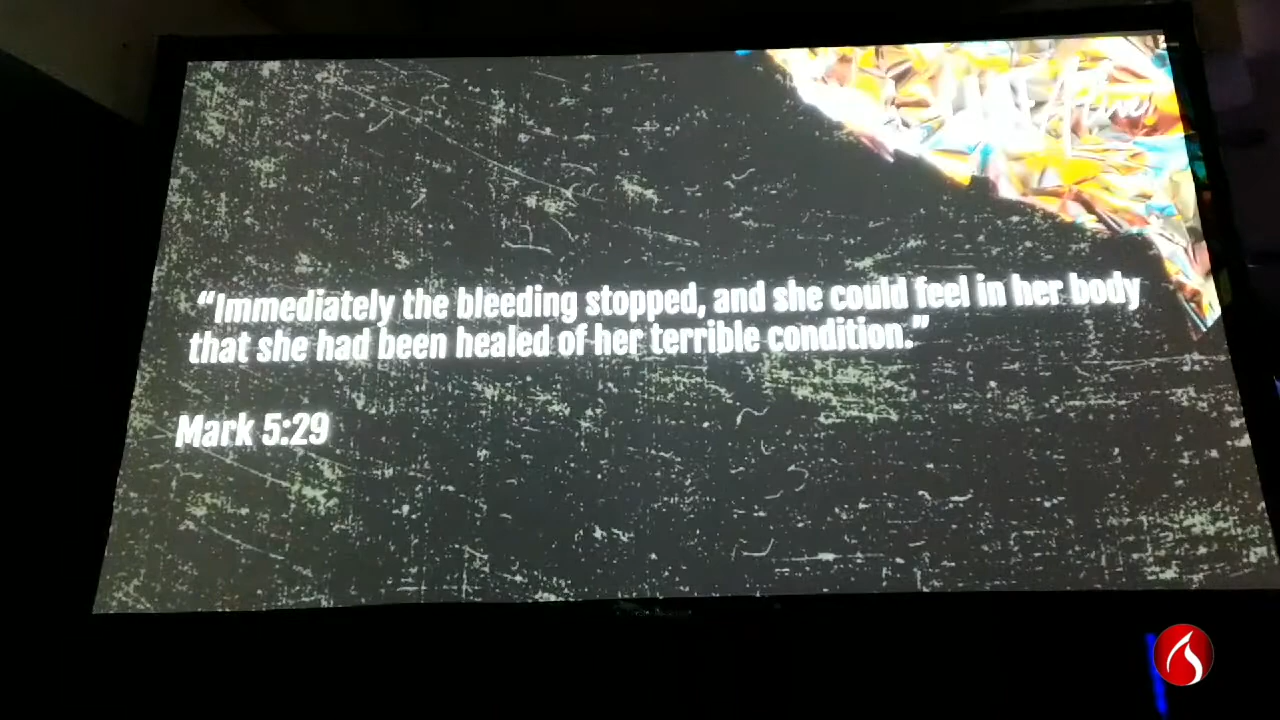 “Immediately the bleeding stopped, and she could feel in her body
that she had been healed of her terrible condition.”
Mark 5:29